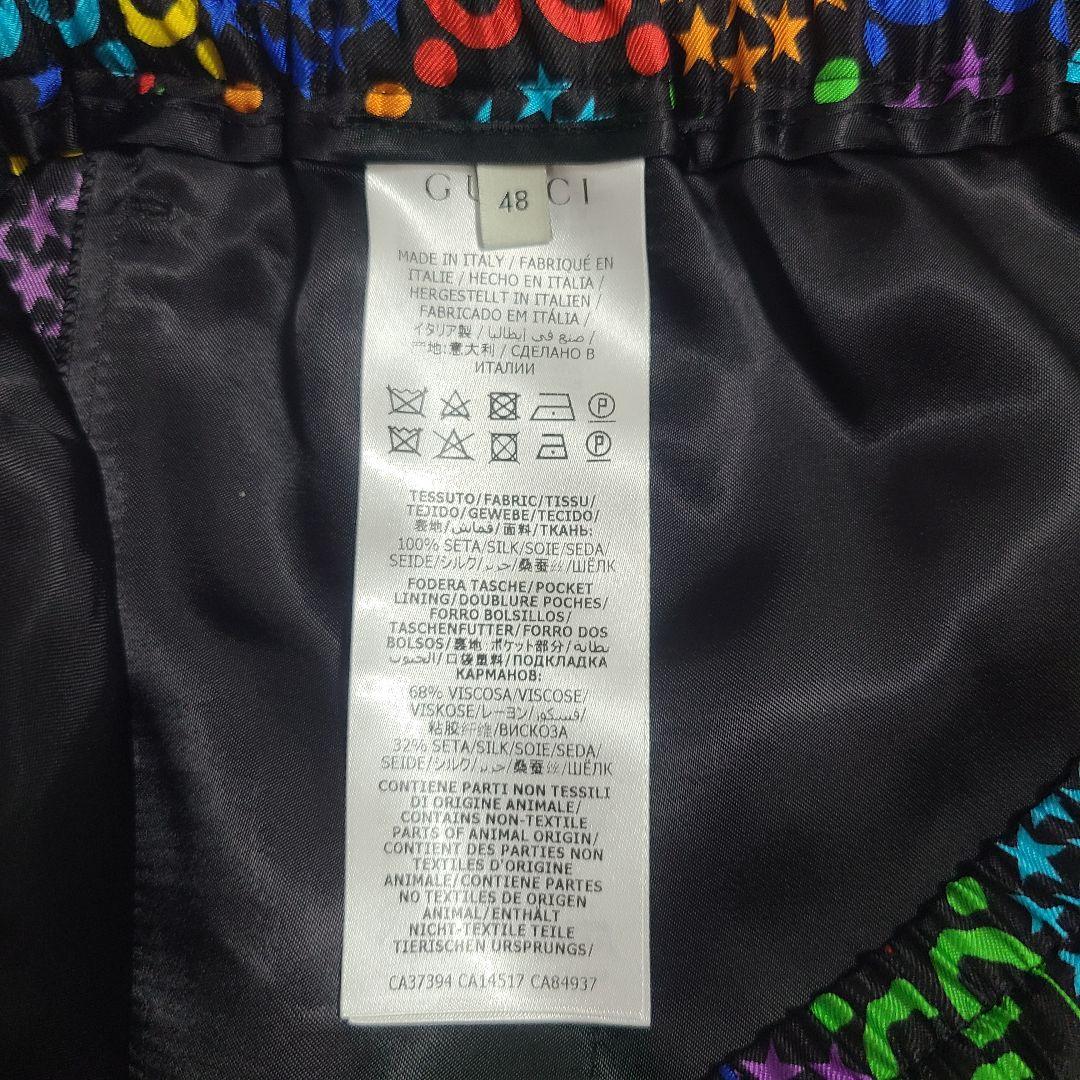 GUCCI
48
MADE IN ITALY / FABRIQUÉ EN
ITALIE / HECHO EN ITALIA /
HERGESTELLT IN ITALIEN /
FABRICADO EM ITÁLIA /
イタリア製 / صنع في إيطاليا /
产地:意大利 / СДЕЛАНО В
ИТАЛИИ
TESSUTO/FABRIC/TISSU/
TEJIDO/GEWEBE/TECIDO/
表地/قماش/面料/ТКАНЬ:
100% SETA/SILK/SOIE/SEDA/
SEIDE/シルク/حرير/桑蚕丝/ШЁЛК
FODERA TASCHE/POCKET
LINING/DOUBLURE POCHES/
FORRO BOLSILLOS/
TASCHENFUTTER/FORRO DOS
BOLSOS/裏地 ポケット部分/بطانة
الجيوب/口袋里料/ПОДКЛАДКА
КАРМАНОВ:
68% VISCOSA/VISCOSE/
VISKOSE/レーヨン/فيسكوز/
粘胶纤维/ВИСКОЗА
32% SETA/SILK/SOIE/SEDA/
SEIDE/シルク/حرير/桑蚕丝/ШЁЛК
CONTIENE PARTI NON TESSILI
DI ORIGINE ANIMALE/
CONTAINS NON-TEXTILE
PARTS OF ANIMAL ORIGIN/
CONTIENT DES PARTIES NON
TEXTILES D'ORIGINE
ANIMALE/CONTIENE PARTES
NO TEXTILES DE ORIGEN
ANIMAL/ENTHÄLT
NICHT-TEXTILE TEILE
TIERISCHEN URSPRUNGS/
CA37394 CA14517 CA84937